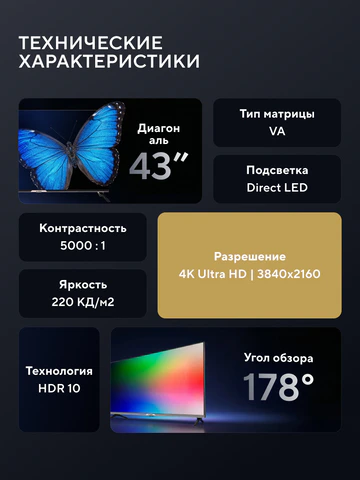 ТЕХНИЧЕСКИЕ
ХАРАКТЕРИСТИКИ
Диагон
аль
43”
Тип матрицы
VA
Подсветка
Direct LED
Контрастность
5000 : 1
Яркость
220 КД/м2
Разрешение
4K Ultra HD | 3840x2160
Технология
HDR 10
Угол обзора
178°